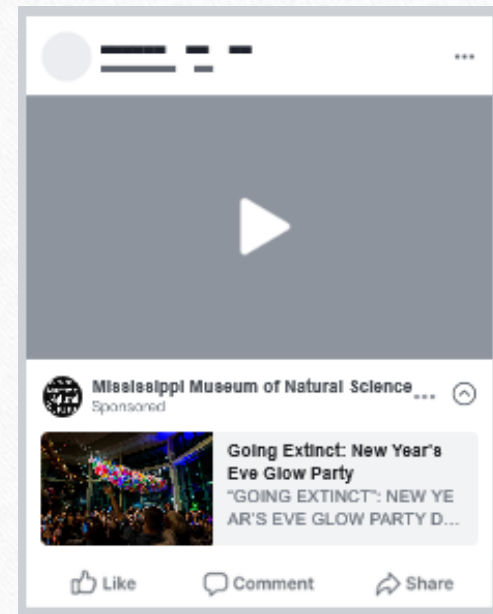 Mississippi Museum of Natural Science
Sponsored
Going Extinct: New Year's
Eve Glow Party
"GOING EXTINCT": NEW YE
AR'S EVE GLOW PARTY D...
Like Comment Share